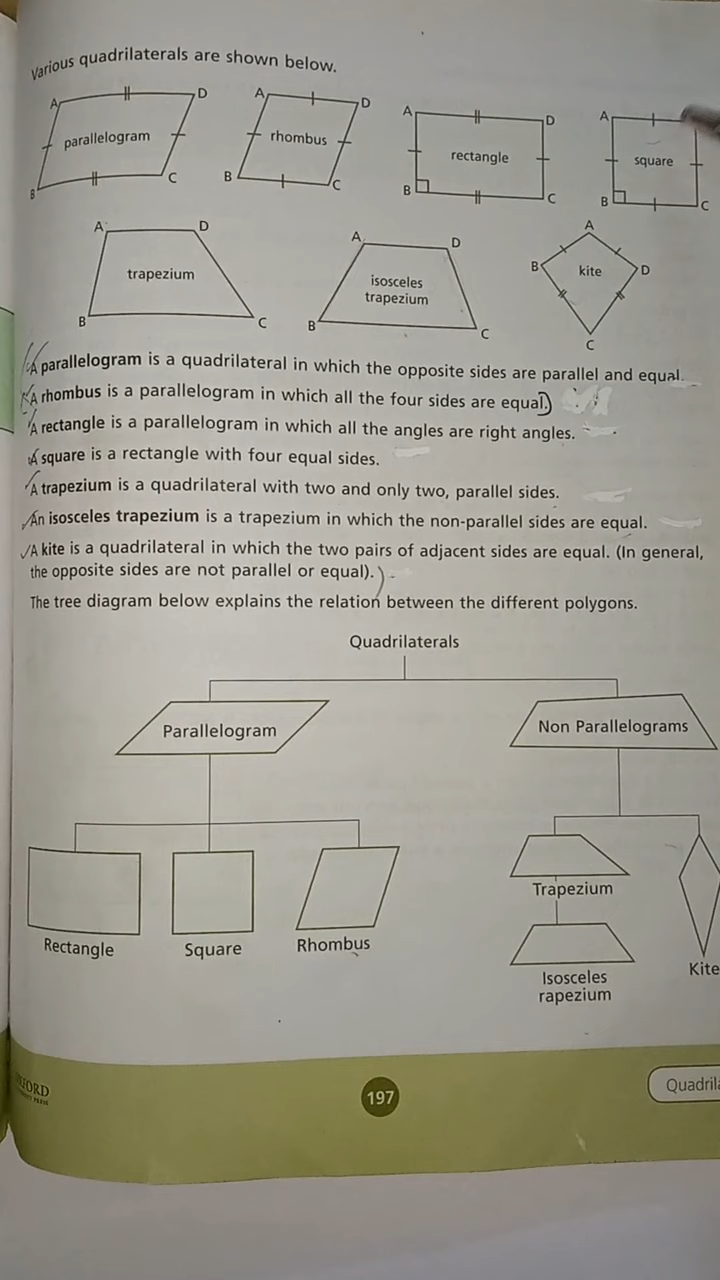 Various quadrilaterals are shown below.
A D A D A D A
parallelogram rhombus rectangle square
B C B C B C B C
A D A D A
trapezium isosceles trapezium B kite D
B C B C C
A parallelogram is a quadrilateral in which the opposite sides are parallel and equal.
A rhombus is a parallelogram in which all the four sides are equal.)
A rectangle is a parallelogram in which all the angles are right angles.
A square is a rectangle with four equal sides.
A trapezium is a quadrilateral with two and only two, parallel sides.
An isosceles trapezium is a trapezium in which the non-parallel sides are equal.
A kite is a quadrilateral in which the two pairs of adjacent sides are equal. (In general,
the opposite sides are not parallel or equal).
The tree diagram below explains the relation between the different polygons.
Quadrilaterals
Parallelogram Non Parallelograms
Rectangle Square Rhombus Trapezium Kite
Isosceles
rapezium
197